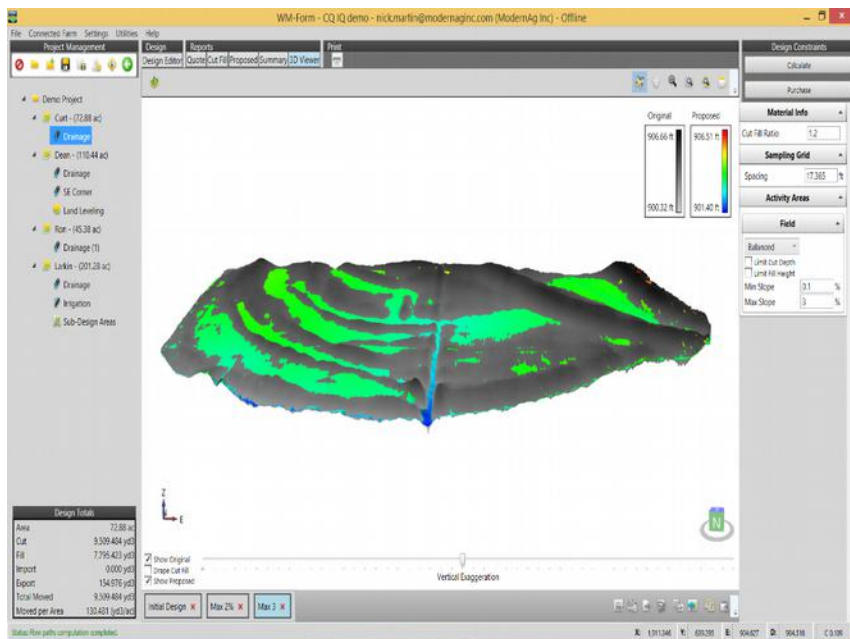 WM-Form - CQ IQ demo - nick.martin@modernaginc.com (ModernAg Inc) - Offline
File Connected Farm Settings Utilities Help
Project Management
Design
Reports
Print
Design Editor Quote Cut Fill Proposed Summary 3D Viewer
Demo Project
Curt - (72.88 ac)
Drainage
Dean - (110.44 ac)
Drainage
SE Corner
Land Leveling
Ron - (45.38 ac)
Drainage (1)
Larkin - (201.28 ac)
Drainage
Irrigation
Sub-Design Areas
Design Totals
Area 72.88 ac
Cut 9,509.484 yd3
Fill 7,795.423 yd3
Import 0.000 yd3
Export 154.976 yd3
Total Moved 9,509.484 yd3
Moved per Area 130.481 (yd3/ac)
Original Proposed
906.66 ft 906.51 ft
900.32 ft 901.40 ft
Z
E
N
Show Original
Drape Cut Fill
Show Proposed
Vertical Exaggeration
Initial Design Max 2% Max 3
Design Constraints
Calculate
Purchase
Material Info
Cut Fill Ratio 1.2
Sampling Grid
Spacing 17.365 ft
Activity Areas
Field
Balanced
Limit Cut Depth
Limit Fill Height
Min Slope 0.1 %
Max Slope 3 %
Status: Flow paths computation completed.